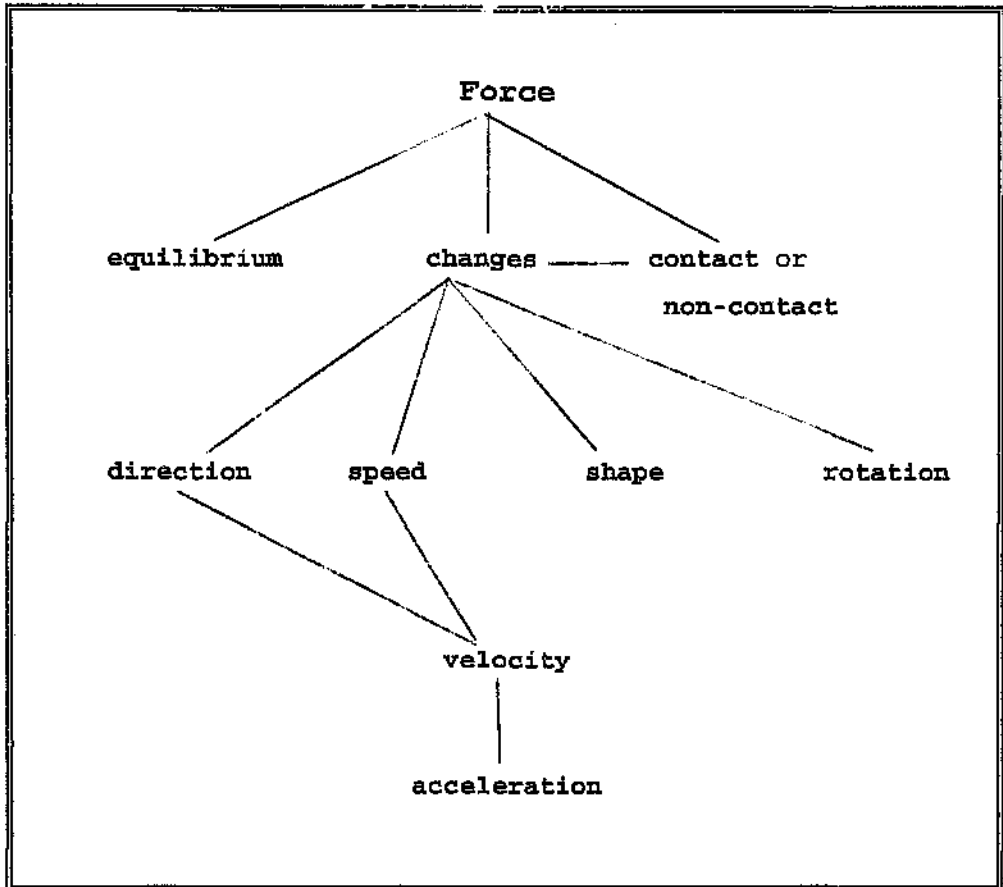 Force
equilibrium changes contact or
non-contact
direction speed shape rotation
velocity
acceleration